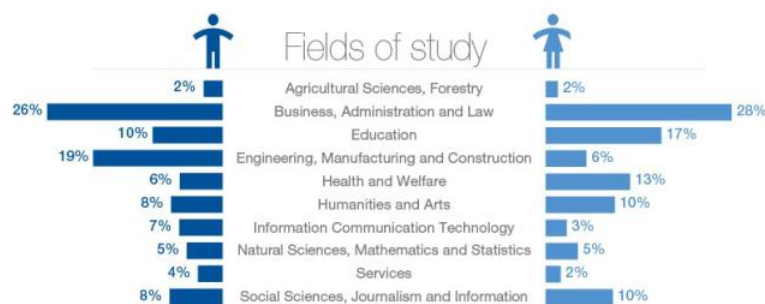 Fields of study
2% Agricultural Sciences, Forestry 2%
26% Business, Administration and Law 28%
10% Education 17%
19% Engineering, Manufacturing and Construction 6%
6% Health and Welfare 13%
8% Humanities and Arts 10%
7% Information Communication Technology 3%
5% Natural Sciences, Mathematics and Statistics 5%
4% Services 2%
8% Social Sciences, Journalism and Information 10%